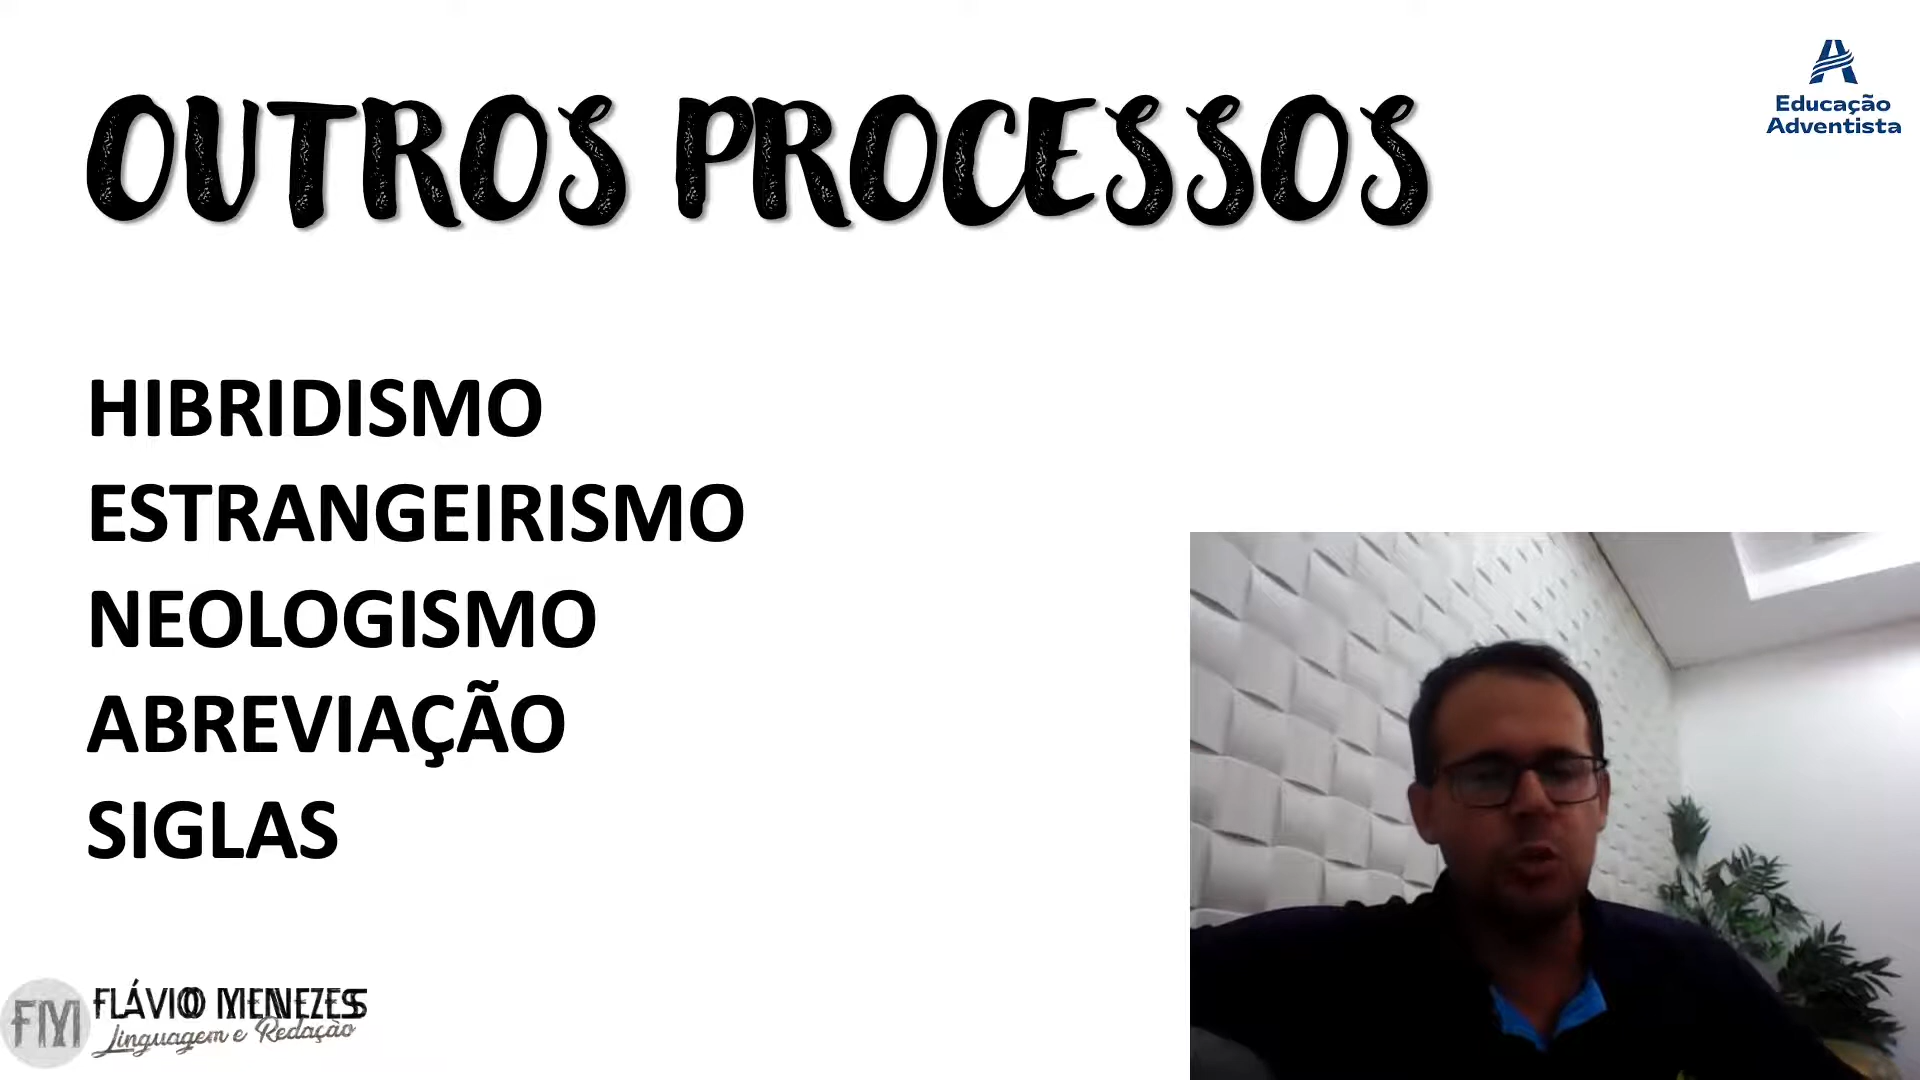 OUTROS PROCESSOS
Educação
Adventista
HIBRIDISMO
ESTRANGEIRISMO
NEOLOGISMO
ABREVIAÇÃO
SIGLAS
FM
FLÁVIO MENEZES
Linguagem e Redação